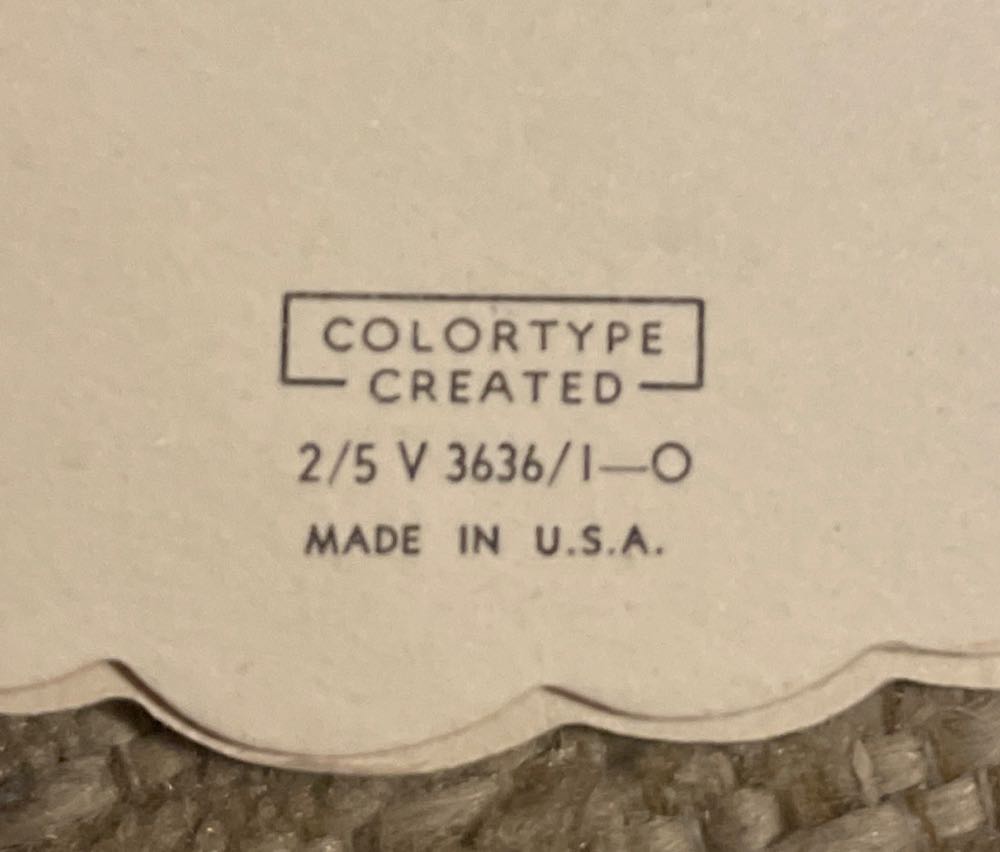 COLORTYPE
CREATED
2/5 V 3636/1—O
MADE IN U.S.A.